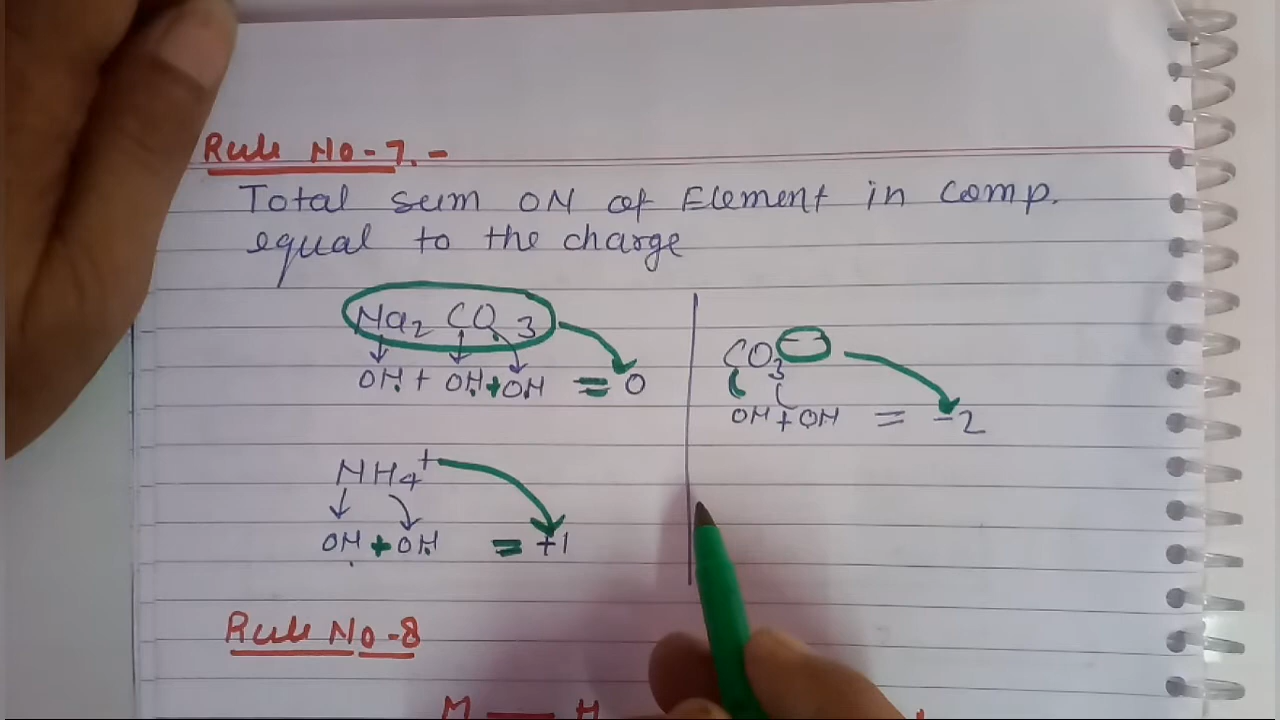 Rule No-7.-
Total sum ON of Element in comp.
equal to the charge
Na2 CO3
ON + ON + ON = 0
CO3--
ON + ON = -2
NH4+
ON + ON = +1
Rule No-8
M — H